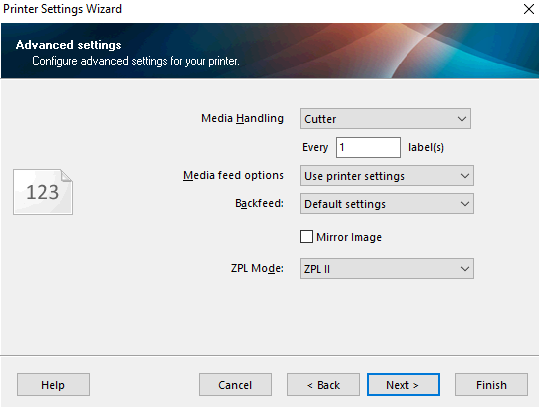 Printer Settings Wizard
Advanced settings
Configure advanced settings for your printer.
Media Handling Cutter
Every 1 label(s)
123
Media feed options Use printer settings
Backfeed: Default settings
Mirror Image
ZPL Mode: ZPL II
Help Cancel < Back Next > Finish